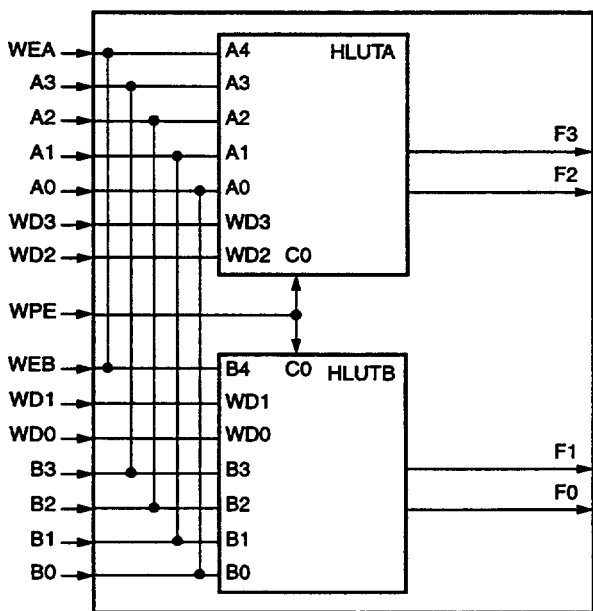 WEA A4 HLUTA
A3 A3
A2 A2
A1 A1 F3
A0 A0 F2
WD3 WD3
WD2 WD2 C0
WPE
WEB B4 C0 HLUTB
WD1 WD1
WD0 WD0
B3 B3 F1
B2 B2 F0
B1 B1
B0 B0